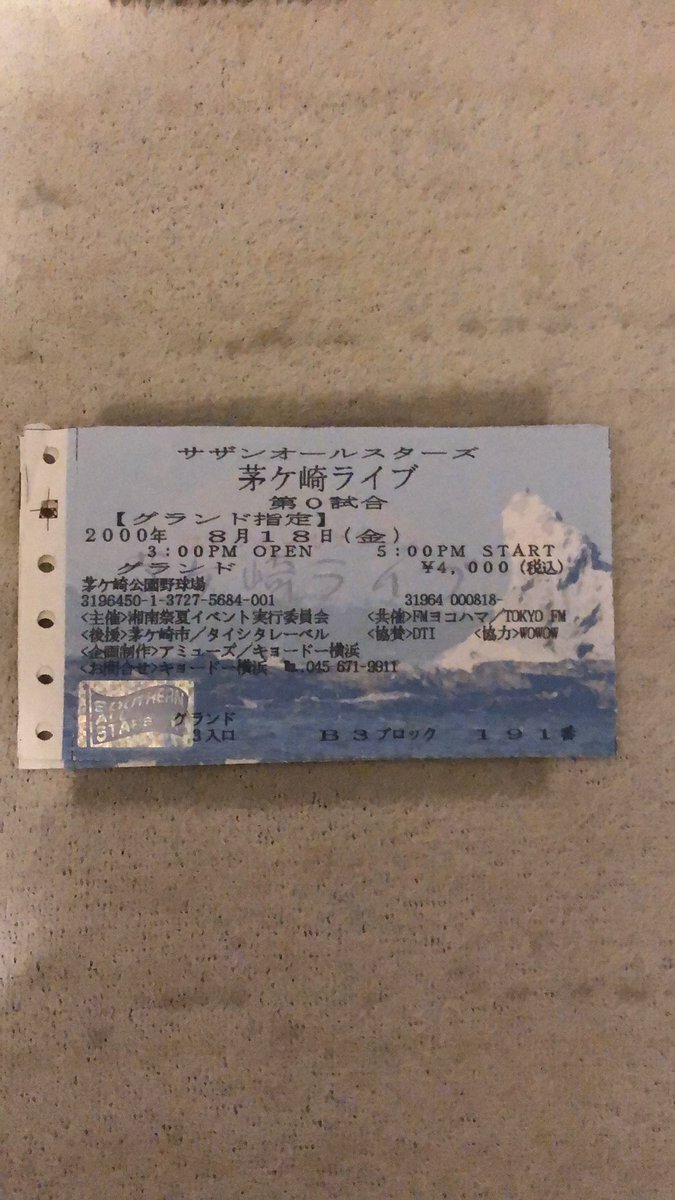 サザンオールスターズ
茅ケ崎ライブ
第0試合
【グランド指定】
2000年 8月18日(金)
3:00PM OPEN 5:00PM START
グランド ¥4,000(税込)
茅ケ崎公園野球場
3196450-1-3727-5684-001 31964 000818-
<主催>湘南祭夏イベント実行委員会 <共催>FMヨコハマ/TOKYO FM
<後援>茅ケ崎市/タイシタレーベル <協賛>DTI <協力>WOWOW
<企画制作>アミューズ/キョードー横浜
<お問合せ>キョードー横浜 ℡.045 671-9911
SOUTHERN
ALL
STARS
グランド
3入口 B3ブロック 191番